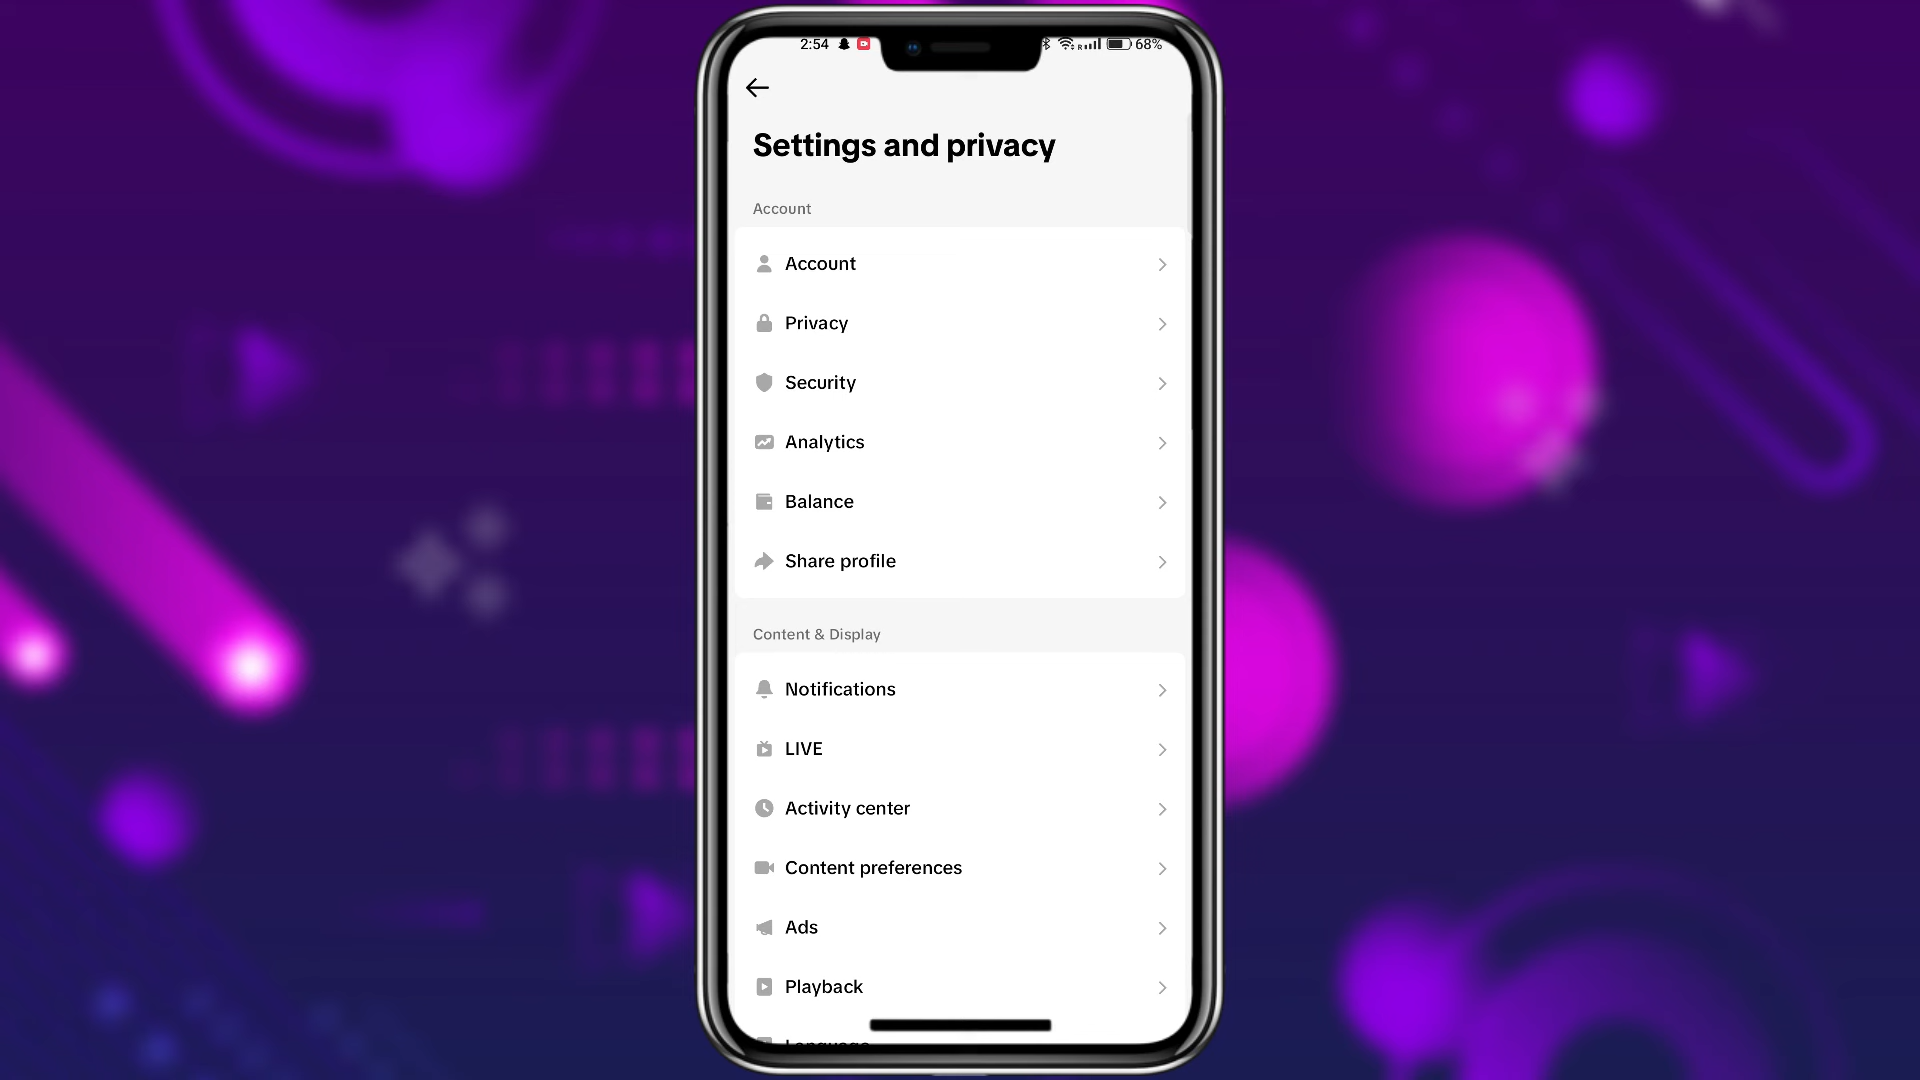 2:54
68%
Settings and privacy
Account
Account
Privacy
Security
Analytics
Balance
Share profile
Content & Display
Notifications
LIVE
Activity center
Content preferences
Ads
Playback
Language